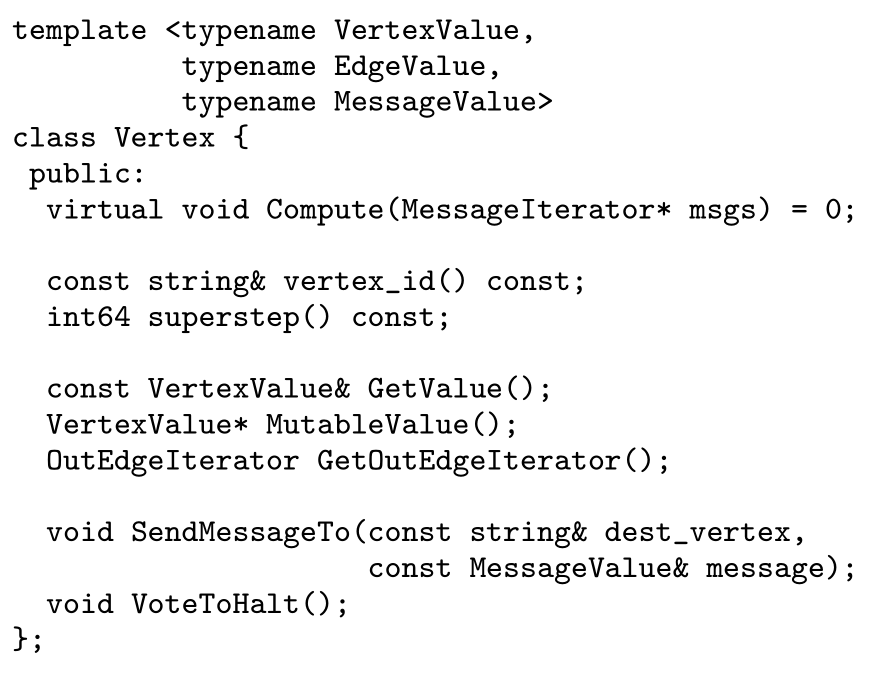 template <typename VertexValue,
          typename EdgeValue,
          typename MessageValue>
class Vertex {
 public:
  virtual void Compute(MessageIterator* msgs) = 0;

  const string& vertex_id() const;
  int64 superstep() const;

  const VertexValue& GetValue();
  VertexValue* MutableValue();
  OutEdgeIterator GetOutEdgeIterator();

  void SendMessageTo(const string& dest_vertex,
                     const MessageValue& message);
  void VoteToHalt();
};